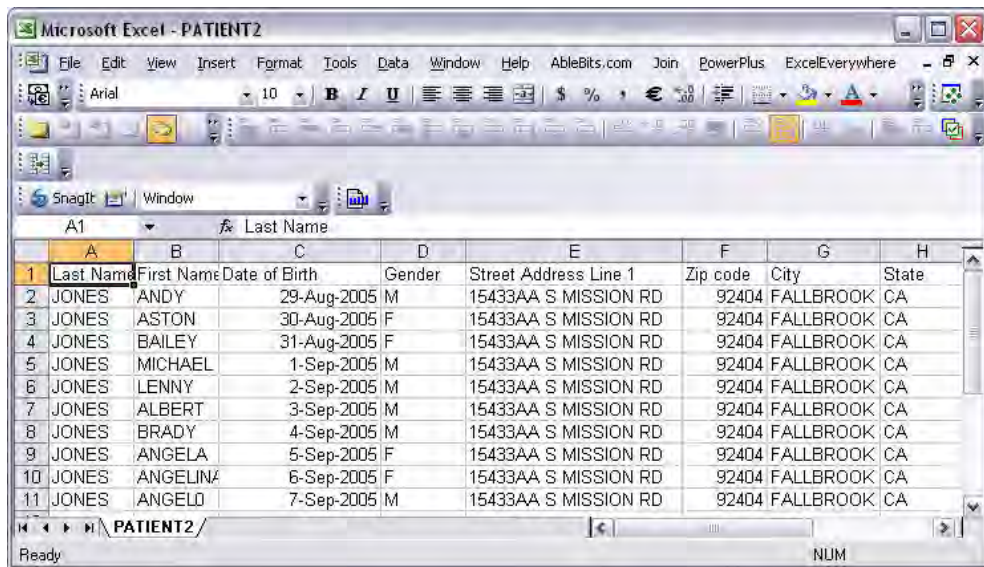 Microsoft Excel - PATIENT2
File Edit View Insert Format Tools Data Window Help AbleBits.com Join PowerPlus ExcelEverywhere
Arial 10 B I U $ % , €
SnagIt Window
A1 fx Last Name
A B C D E F G H
1 Last Name First Name Date of Birth Gender Street Address Line 1 Zip code City State
2 JONES ANDY 29-Aug-2005 M 15433AA S MISSION RD 92404 FALLBROOK CA
3 JONES ASTON 30-Aug-2005 F 15433AA S MISSION RD 92404 FALLBROOK CA
4 JONES BAILEY 31-Aug-2005 F 15433AA S MISSION RD 92404 FALLBROOK CA
5 JONES MICHAEL 1-Sep-2005 M 15433AA S MISSION RD 92404 FALLBROOK CA
6 JONES LENNY 2-Sep-2005 M 15433AA S MISSION RD 92404 FALLBROOK CA
7 JONES ALBERT 3-Sep-2005 M 15433AA S MISSION RD 92404 FALLBROOK CA
8 JONES BRADY 4-Sep-2005 M 15433AA S MISSION RD 92404 FALLBROOK CA
9 JONES ANGELA 5-Sep-2005 F 15433AA S MISSION RD 92404 FALLBROOK CA
10 JONES ANGELINA 6-Sep-2005 F 15433AA S MISSION RD 92404 FALLBROOK CA
11 JONES ANGELO 7-Sep-2005 M 15433AA S MISSION RD 92404 FALLBROOK CA
PATIENT2
Ready NUM